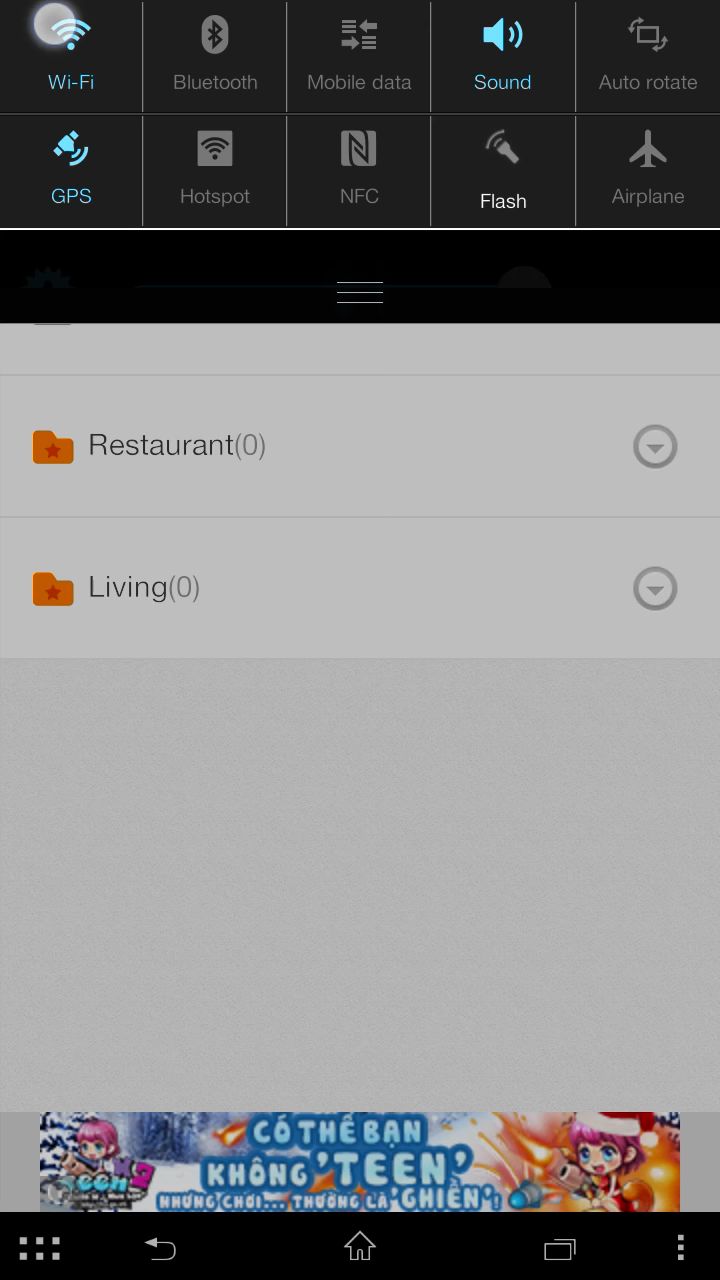 Wi-Fi
Bluetooth
Mobile data
Sound
Auto rotate
GPS
Hotspot
NFC
Flash
Airplane
Restaurant(0)
Living(0)
CÓ THỂ BẠN
KHÔNG 'TEEN'
NHƯNG CHƠI... THƯỜNG LÀ 'GHIỀN'!
Teen